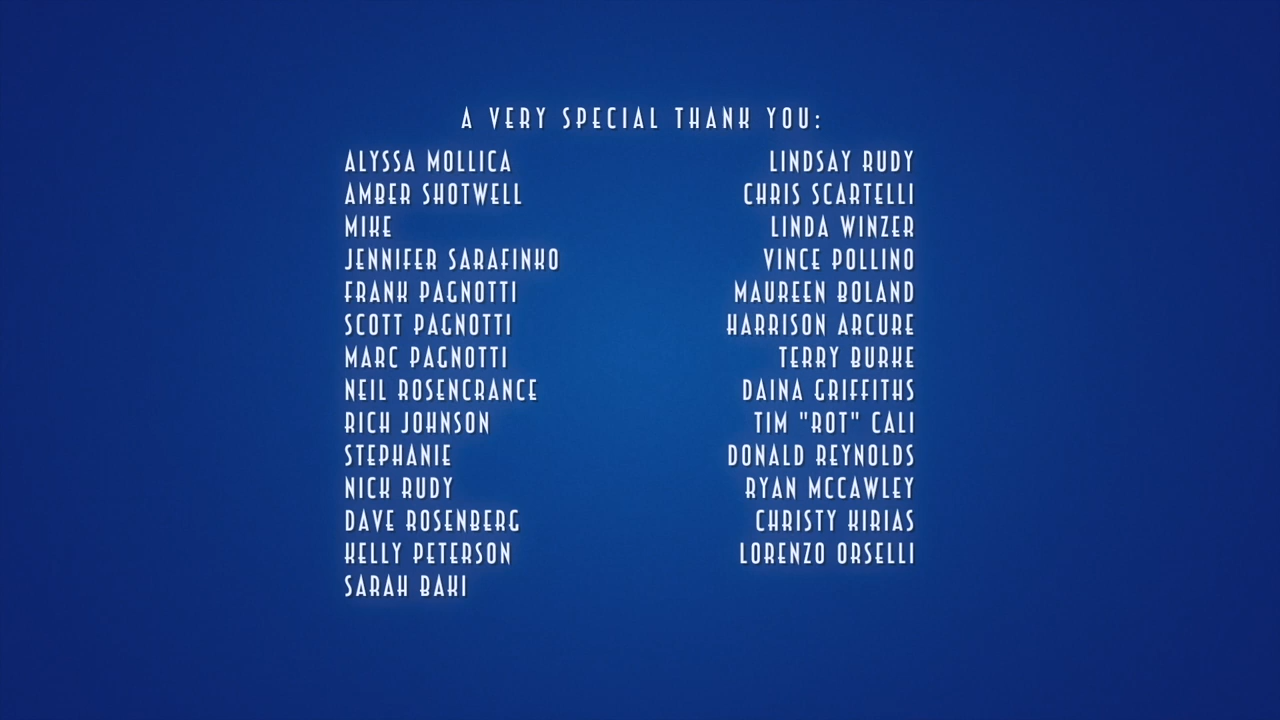 A VERY SPECIAL THANK YOU:
ALYSSA MOLLICA
AMBER SHOTWELL
MIKE
JENNIFER SARAFINKO
FRANK PAGNOTTI
SCOTT PAGNOTTI
MARC PAGNOTTI
NEIL ROSENCRANCE
RICH JOHNSON
STEPHANIE
NICK RUDY
DAVE ROSENBERG
KELLY PETERSON
SARAH BAKI
LINDSAY RUDY
CHRIS SCARTELLI
LINDA WINZER
VINCE POLLINO
MAUREEN BOLAND
HARRISON ARCURE
TERRY BURKE
DAINA GRIFFITHS
TIM "ROT" CALI
DONALD REYNOLDS
RYAN MCCAWLEY
CHRISTY KIRIAS
LORENZO ORSELLI